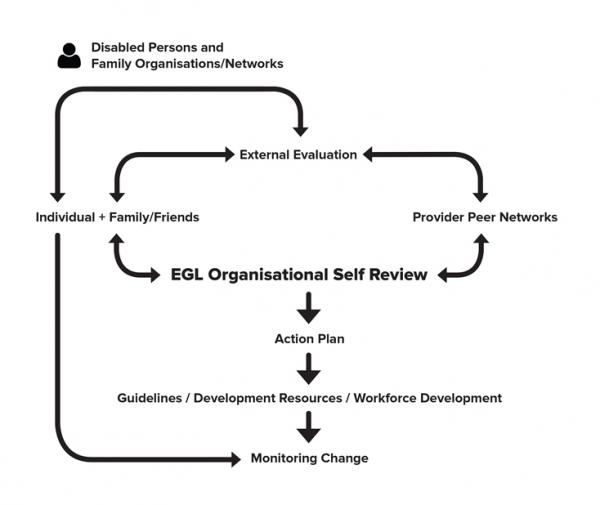 Disabled Persons and
Family Organisations/Networks
External Evaluation
Individual + Family/Friends
Provider Peer Networks
EGL Organisational Self Review
Action Plan
Guidelines / Development Resources / Workforce Development
Monitoring Change